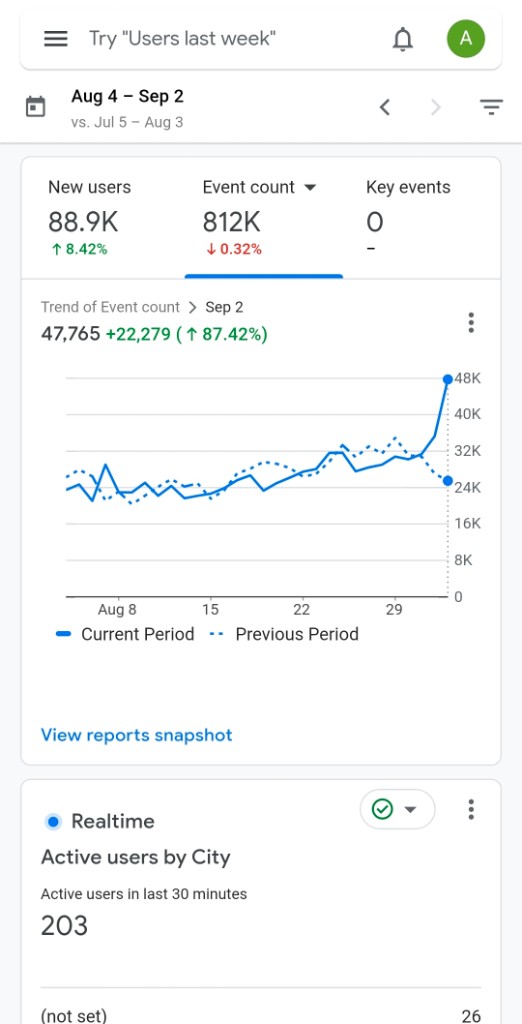 Try "Users last week"
A
Aug 4 – Sep 2
vs. Jul 5 – Aug 3
New users
88.9K
↑ 8.42%
Event count
812K
↓ 0.32%
Key events
0
–
Trend of Event count > Sep 2
47,765 +22,279 ( ↑ 87.42%)
48K
40K
32K
24K
16K
8K
0
Aug 8 15 22 29
Current Period Previous Period
View reports snapshot
Realtime
Active users by City
Active users in last 30 minutes
203
(not set) 26